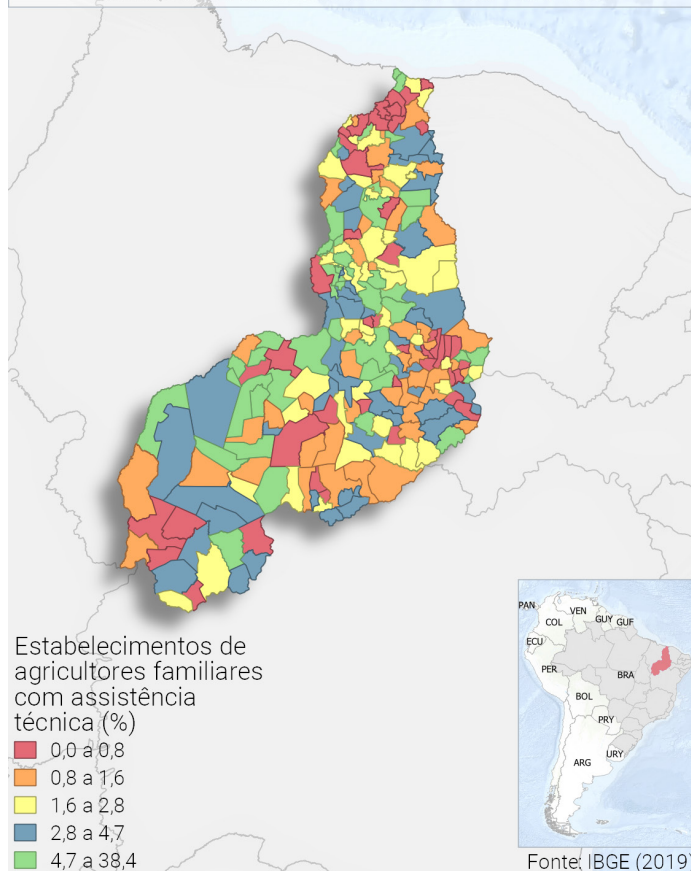 PAN
VEN
COL
GUY GUF
ECU
PER
BRA
BOL
PRY
URY
ARG
Estabelecimentos de
agricultores familiares
com assistência
técnica (%)
0,0 a 0,8
0,8 a 1,6
1,6 a 2,8
2,8 a 4,7
4,7 a 38,4
Fonte: IBGE (2019)